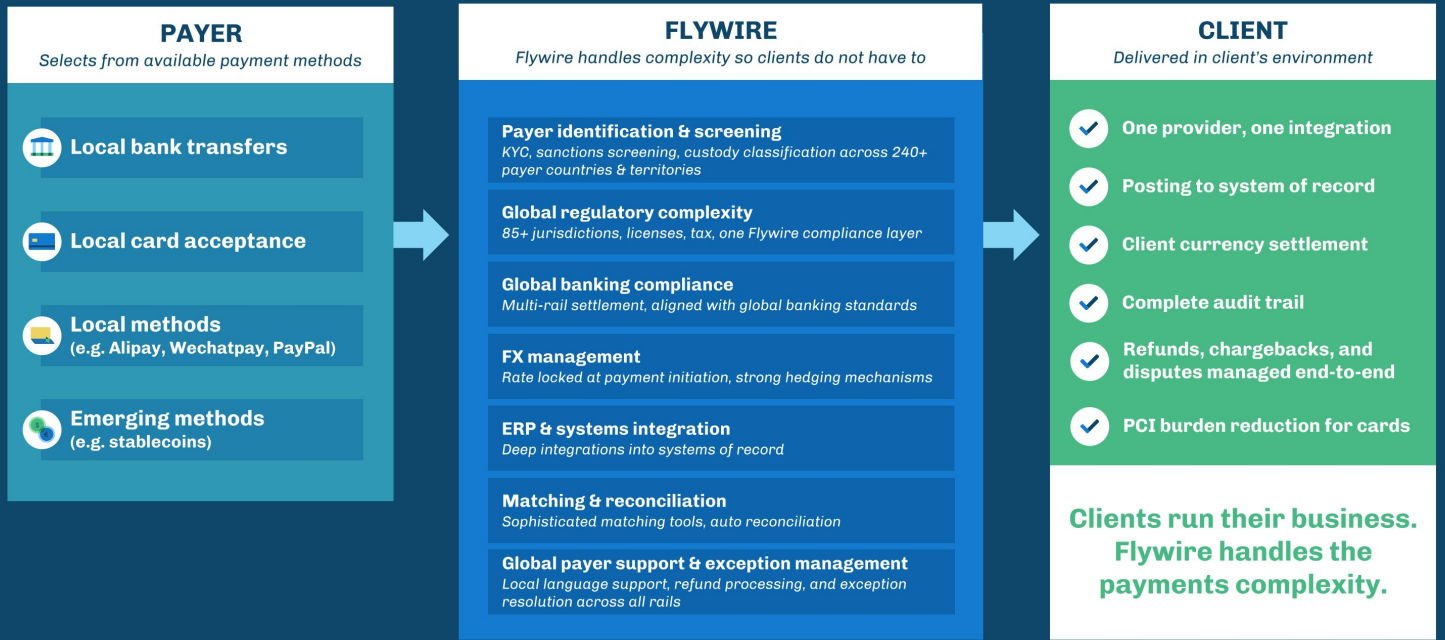 PAYER
Selects from available payment methods
Local bank transfers
Local card acceptance
Local methods
(e.g. Alipay, Wechatpay, PayPal)
Emerging methods
(e.g. stablecoins)
FLYWIRE
Flywire handles complexity so clients do not have to
Payer identification & screening
KYC, sanctions screening, custody classification across 240+
payer countries & territories
Global regulatory complexity
85+ jurisdictions, licenses, tax, one Flywire compliance layer
Global banking compliance
Multi-rail settlement, aligned with global banking standards
FX management
Rate locked at payment initiation, strong hedging mechanisms
ERP & systems integration
Deep integrations into systems of record
Matching & reconciliation
Sophisticated matching tools, auto reconciliation
Global payer support & exception management
Local language support, refund processing, and exception
resolution across all rails
CLIENT
Delivered in client's environment
One provider, one integration
Posting to system of record
Client currency settlement
Complete audit trail
Refunds, chargebacks, and
disputes managed end-to-end
PCI burden reduction for cards
Clients run their business.
Flywire handles the
payments complexity.